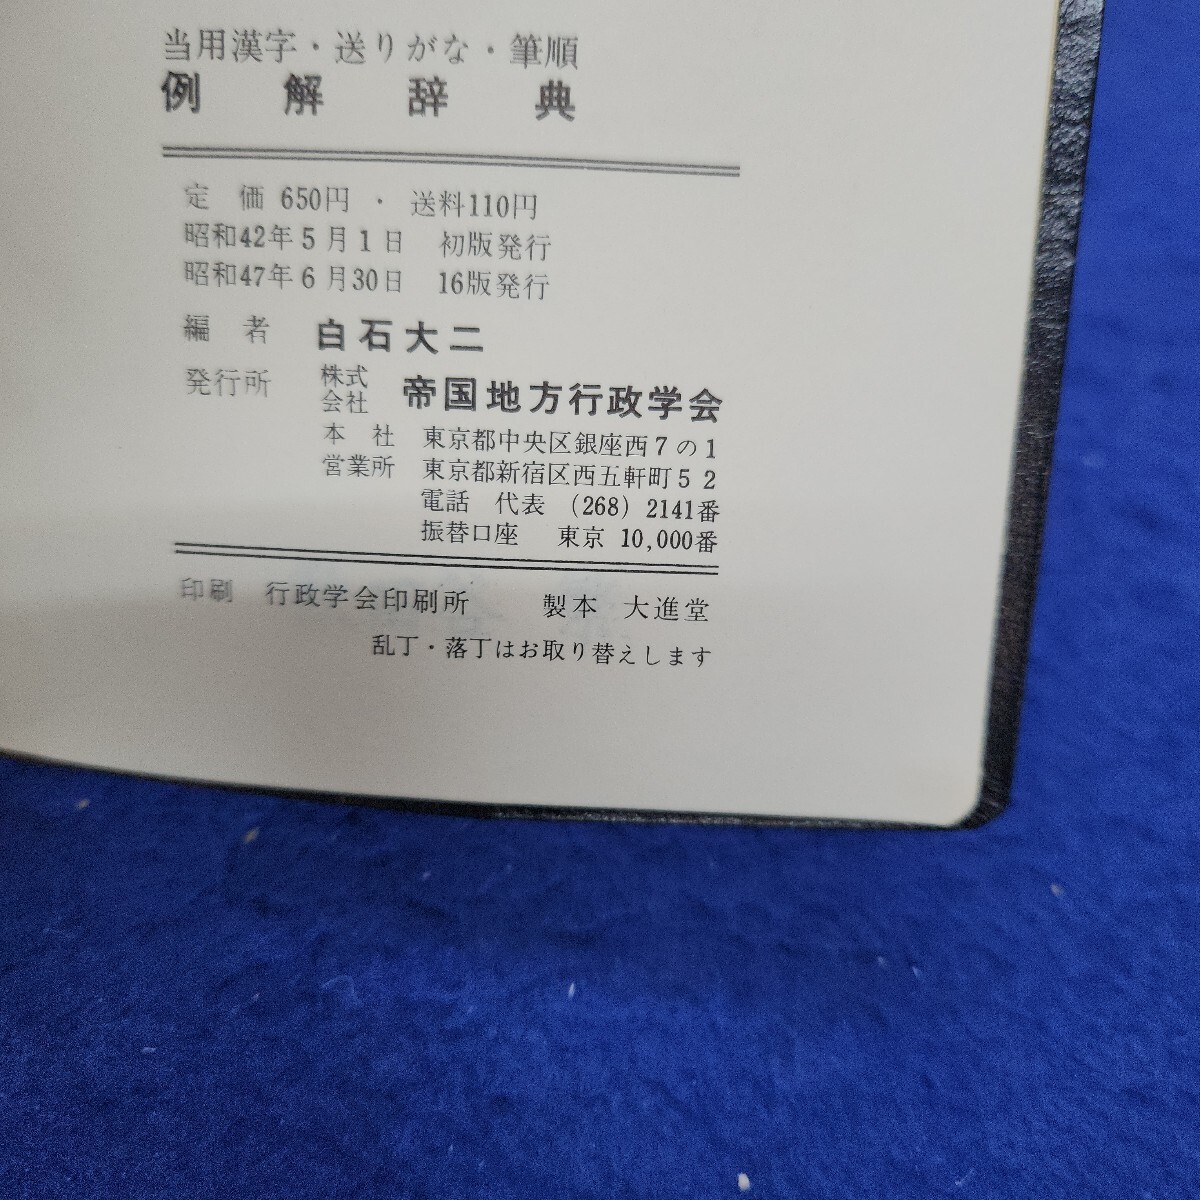 当用漢字・送りがな・筆順
例解辞典
定価 650円・送料110円
昭和42年5月1日 初版発行
昭和47年6月30日 16版発行
編者 白石大二
発行所 株式会社 帝国地方行政学会
本社 東京都中央区銀座西7の1
営業所 東京都新宿区西五軒町52
電話 代表 (268) 2141番
振替口座 東京 10,000番
印刷 行政学会印刷所 製本 大進堂
乱丁・落丁はお取り替えします